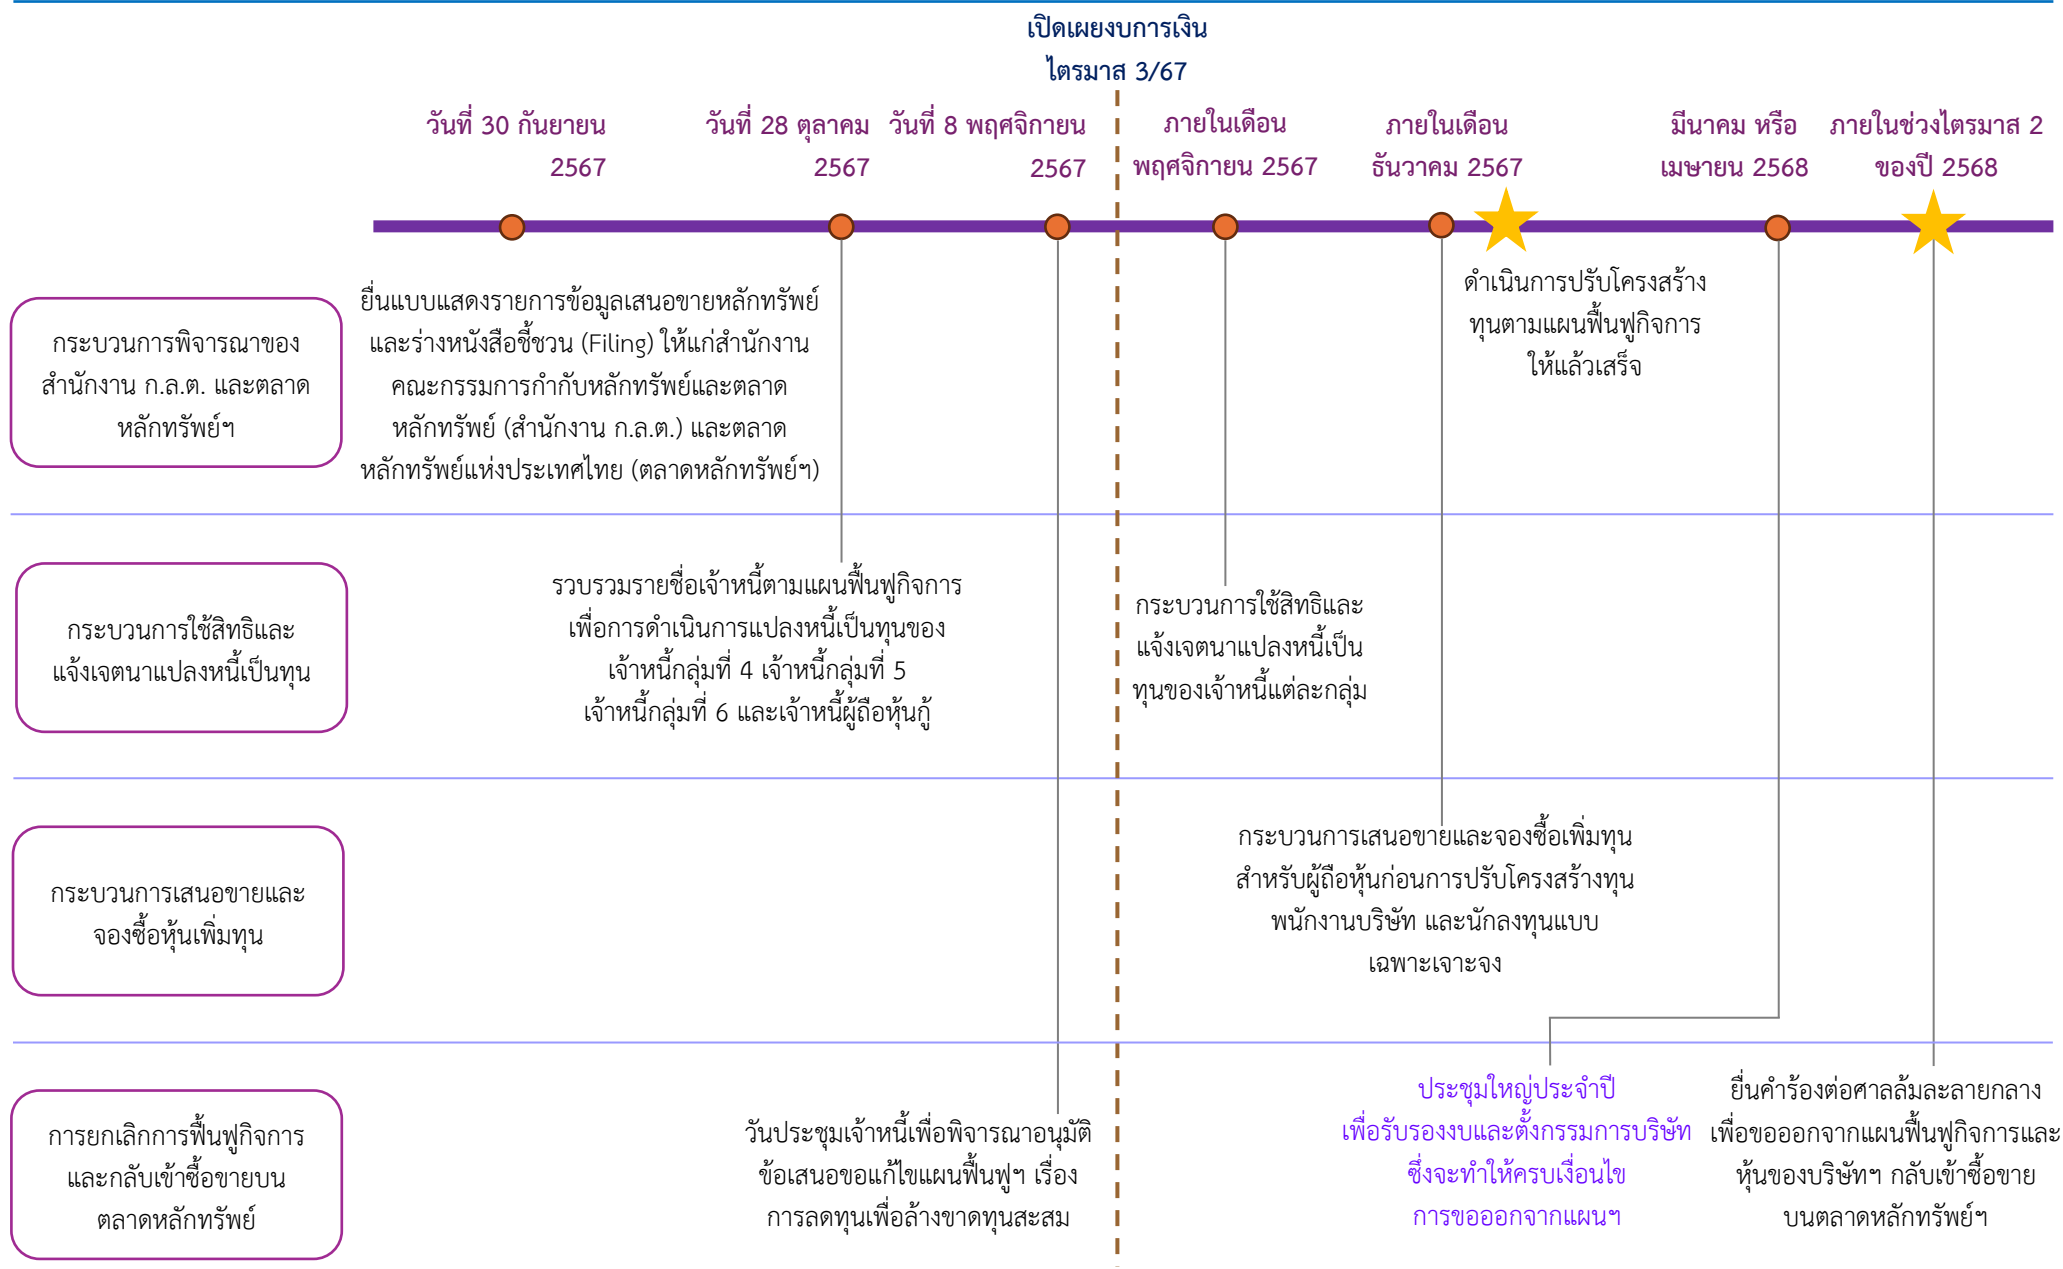 เปิดเผยงบการเงิน
ไตรมาส 3/67
วันที่ 30 กันยายน
2567
วันที่ 28 ตุลาคม
2567
วันที่ 8 พฤศจิกายน
2567
ภายในเดือน
พฤศจิกายน 2567
ภายในเดือน
ธันวาคม 2567
มีนาคม หรือ
เมษายน 2568
ภายในช่วงไตรมาส 2
ของปี 2568
กระบวนการพิจารณาของ
สำนักงาน ก.ล.ต. และตลาด
หลักทรัพย์ฯ
ยื่นแบบแสดงรายการข้อมูลเสนอขายหลักทรัพย์
และร่างหนังสือชี้ชวน (Filing) ให้แก่สำนักงาน
คณะกรรมการกำกับหลักทรัพย์และตลาด
หลักทรัพย์ (สำนักงาน ก.ล.ต.) และตลาด
หลักทรัพย์แห่งประเทศไทย (ตลาดหลักทรัพย์ฯ)
ดำเนินการปรับโครงสร้าง
ทุนตามแผนฟื้นฟูกิจการ
ให้แล้วเสร็จ
กระบวนการใช้สิทธิและ
แจ้งเจตนาแปลงหนี้เป็นทุน
รวบรวมรายชื่อเจ้าหนี้ตามแผนฟื้นฟูกิจการ
เพื่อการดำเนินการแปลงหนี้เป็นทุนของ
เจ้าหนี้กลุ่มที่ 4 เจ้าหนี้กลุ่มที่ 5
เจ้าหนี้กลุ่มที่ 6 และเจ้าหนี้ผู้ถือหุ้นกู้
กระบวนการใช้สิทธิและ
แจ้งเจตนาแปลงหนี้เป็น
ทุนของเจ้าหนี้แต่ละกลุ่ม
กระบวนการเสนอขายและ
จองซื้อหุ้นเพิ่มทุน
กระบวนการเสนอขายและจองซื้อเพิ่มทุน
สำหรับผู้ถือหุ้นก่อนการปรับโครงสร้างทุน
พนักงานบริษัท และนักลงทุนแบบ
เฉพาะเจาะจง
การยกเลิกการฟื้นฟูกิจการ
และกลับเข้าซื้อขายบน
ตลาดหลักทรัพย์
วันประชุมเจ้าหนี้เพื่อพิจารณาอนุมัติ
ข้อเสนอขอแก้ไขแผนฟื้นฟูฯ เรื่อง
การลดทุนเพื่อล้างขาดทุนสะสม
ประชุมใหญ่ประจำปี
เพื่อรับรองงบและตั้งกรรมการบริษัท
ซึ่งจะทำให้ครบเงื่อนไข
การขอออกจากแผนฯ
ยื่นคำร้องต่อศาลล้มละลายกลาง
เพื่อขอออกจากแผนฟื้นฟูกิจการและ
หุ้นของบริษัทฯ กลับเข้าซื้อขาย
บนตลาดหลักทรัพย์ฯ